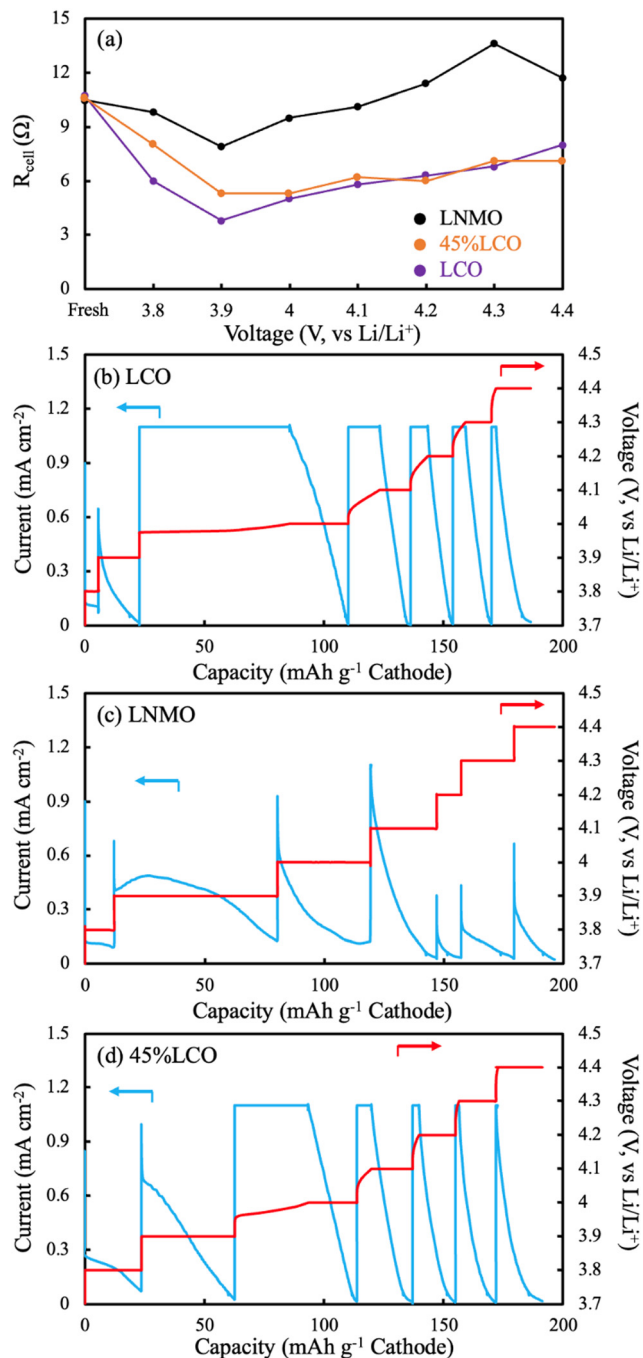 (a)
15
12
9
6
3
0
R_cell (Ω)
LNMO
45%LCO
LCO
Fresh 3.8 3.9 4 4.1 4.2 4.3 4.4
Voltage (V, vs Li/Li⁺)
(b) LCO
1.5
1.2
0.9
0.6
0.3
0
Current (mA cm⁻²)
4.5
4.4
4.3
4.2
4.1
4
3.9
3.8
3.7
Voltage (V, vs Li/Li⁺)
0 50 100 150 200
Capacity (mAh g⁻¹ Cathode)
(c) LNMO
1.5
1.2
0.9
0.6
0.3
0
Current (mA cm⁻²)
4.5
4.4
4.3
4.2
4.1
4
3.9
3.8
3.7
Voltage (V, vs Li/Li⁺)
0 50 100 150 200
Capacity (mAh g⁻¹ Cathode)
(d) 45%LCO
1.5
1.2
0.9
0.6
0.3
0
Current (mA cm⁻²)
4.5
4.4
4.3
4.2
4.1
4
3.9
3.8
3.7
Voltage (V, vs Li/Li⁺)
0 50 100 150 200
Capacity (mAh g⁻¹ Cathode)